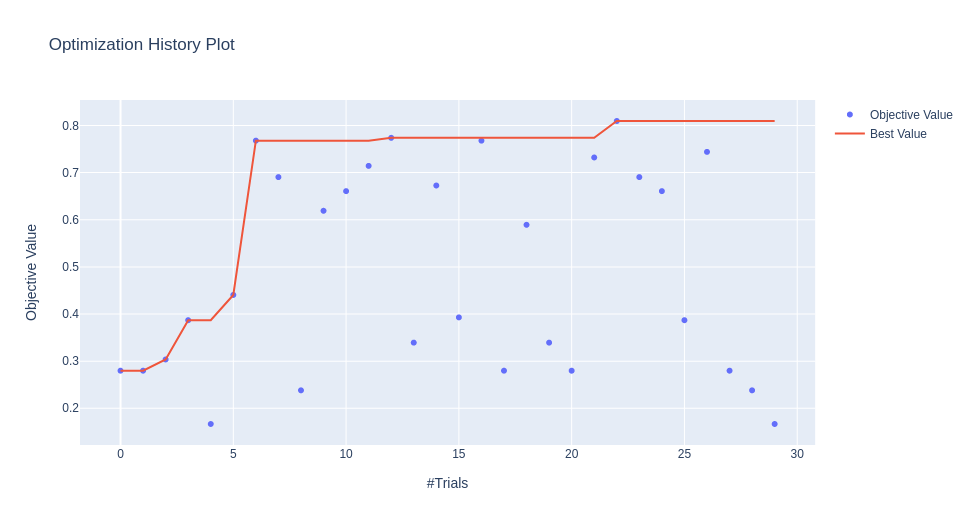 Optimization History Plot
Objective Value
Best Value
0.8
0.7
0.6
0.5
0.4
0.3
0.2
Objective Value
0 5 10 15 20 25 30
#Trials